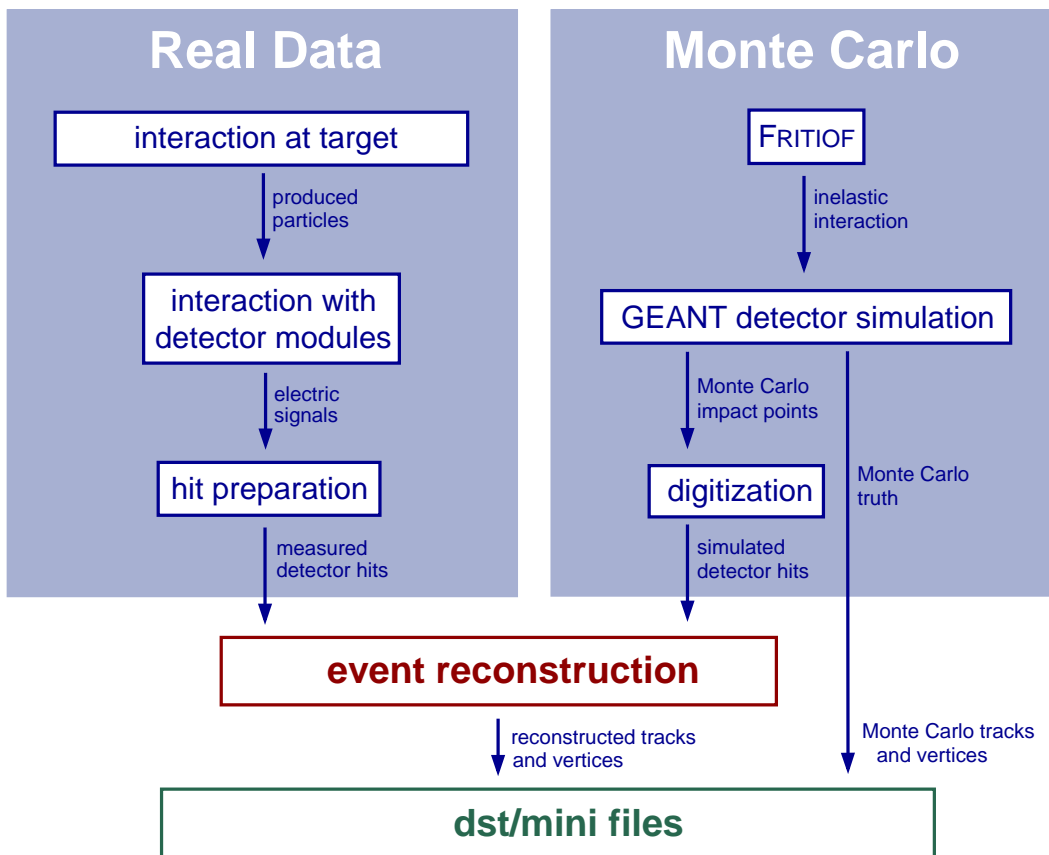 Real Data
interaction at target
produced
particles
interaction with
detector modules
electric
signals
hit preparation
measured
detector hits
Monte Carlo
FRITIOF
inelastic
interaction
GEANT detector simulation
Monte Carlo
impact points
digitization
Monte Carlo
truth
simulated
detector hits
event reconstruction
reconstructed tracks
and vertices
Monte Carlo tracks
and vertices
dst/mini files